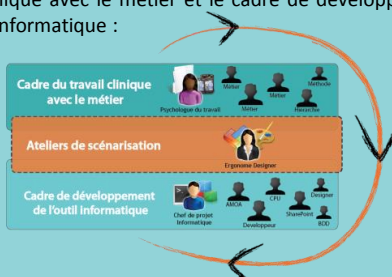 nique avec le métier et le cadre de développ
informatique :
Cadre du travail clinique
avec le métier
Psychologue du travail
Métier
Métier
Métier
Méthode
Hiérarchie
Ateliers de scénarisation
Ergonome Designer
Cadre de développement
de l'outil Informatique
Chef de projet
Informatique
AMOA
CPU
Designer
Développeur
SharePoint
BDD